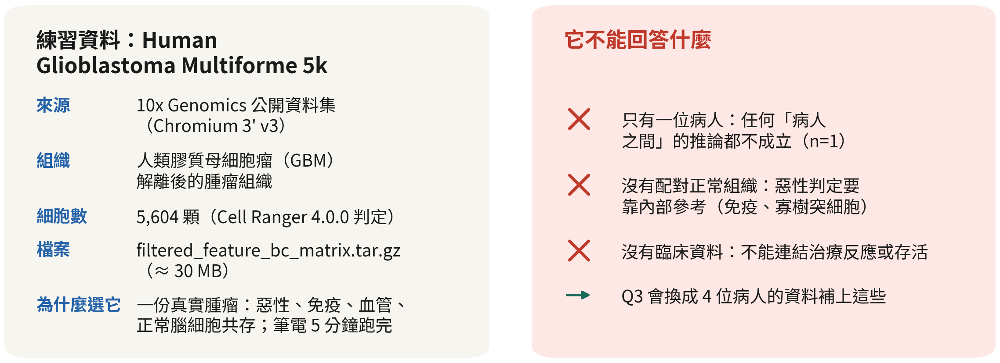 練習資料：Human
Glioblastoma Multiforme 5k
來源
10x Genomics 公開資料集
（Chromium 3' v3）
組織
人類膠質母細胞瘤（GBM）
解離後的腫瘤組織
細胞數
5,604 顆（Cell Ranger 4.0.0 判定）
檔案
filtered_feature_bc_matrix.tar.gz
（≈ 30 MB）
為什麼選它
一份真實腫瘤：惡性、免疫、血管、
正常腦細胞共存；筆電 5 分鐘跑完
它不能回答什麼
只有一位病人：任何「病人
之間」的推論都不成立（n=1）
沒有配對正常組織：惡性判定要
靠內部參考（免疫、寡樹突細胞）
沒有臨床資料：不能連結治療反應或存活
Q3 會換成 4 位病人的資料補上這些